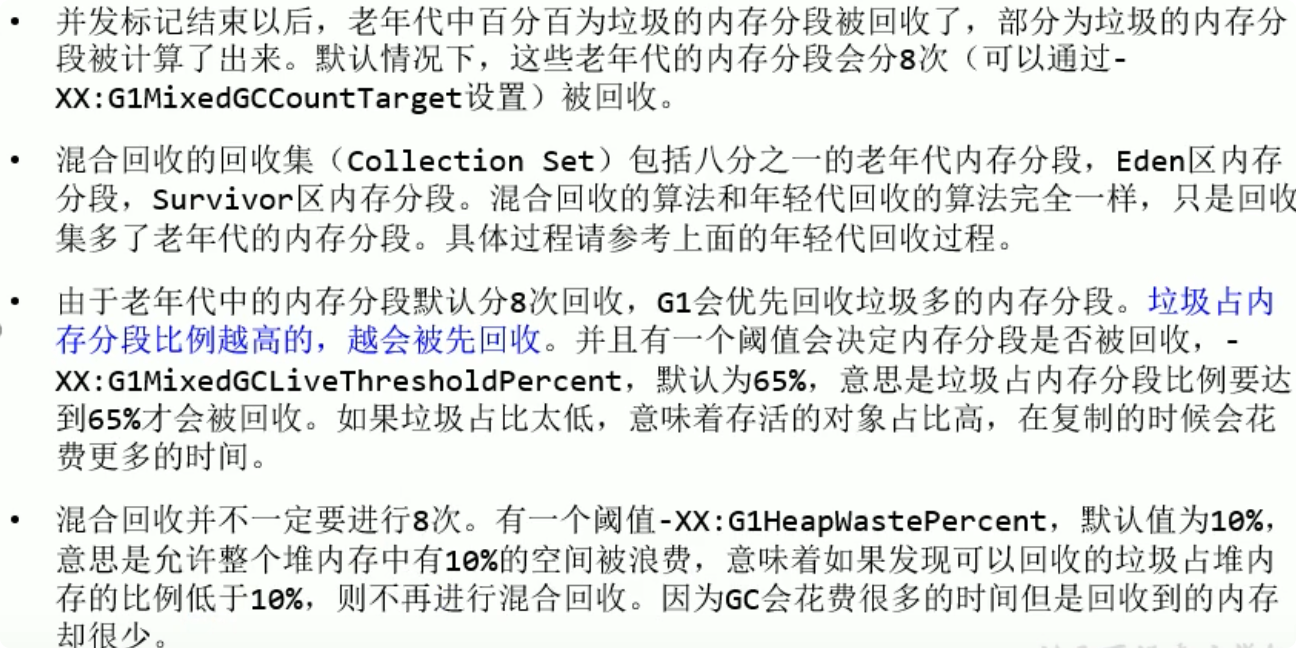 • 并发标记结束以后，老年代中百分百为垃圾的内存分段被回收了，部分为垃圾的内存分
段被计算了出来。默认情况下，这些老年代的内存分段会分8次（可以通过-
XX:G1MixedGCCountTarget设置）被回收。
• 混合回收的回收集（Collection Set）包括八分之一的老年代内存分段，Eden区内存
分段，Survivor区内存分段。混合回收的算法和年轻代回收的算法完全一样，只是回收
集多了老年代的内存分段。具体过程请参考上面的年轻代回收过程。
• 由于老年代中的内存分段默认分8次回收，G1会优先回收垃圾多的内存分段。垃圾占内
存分段比例越高的，越会被先回收。并且有一个阈值会决定内存分段是否被回收，-
XX:G1MixedGCLiveThresholdPercent，默认为65%，意思是垃圾占内存分段比例要达
到65%才会被回收。如果垃圾占比太低，意味着存活的对象占比高，在复制的时候会花
费更多的时间。
• 混合回收并不一定要进行8次。有一个阈值-XX:G1HeapWastePercent，默认值为10%，
意思是允许整个堆内存中有10%的空间被浪费，意味着如果发现可以回收的垃圾占堆内
存的比例低于10%，则不再进行混合回收。因为GC会花费很多的时间但是回收到的内存
却很少。